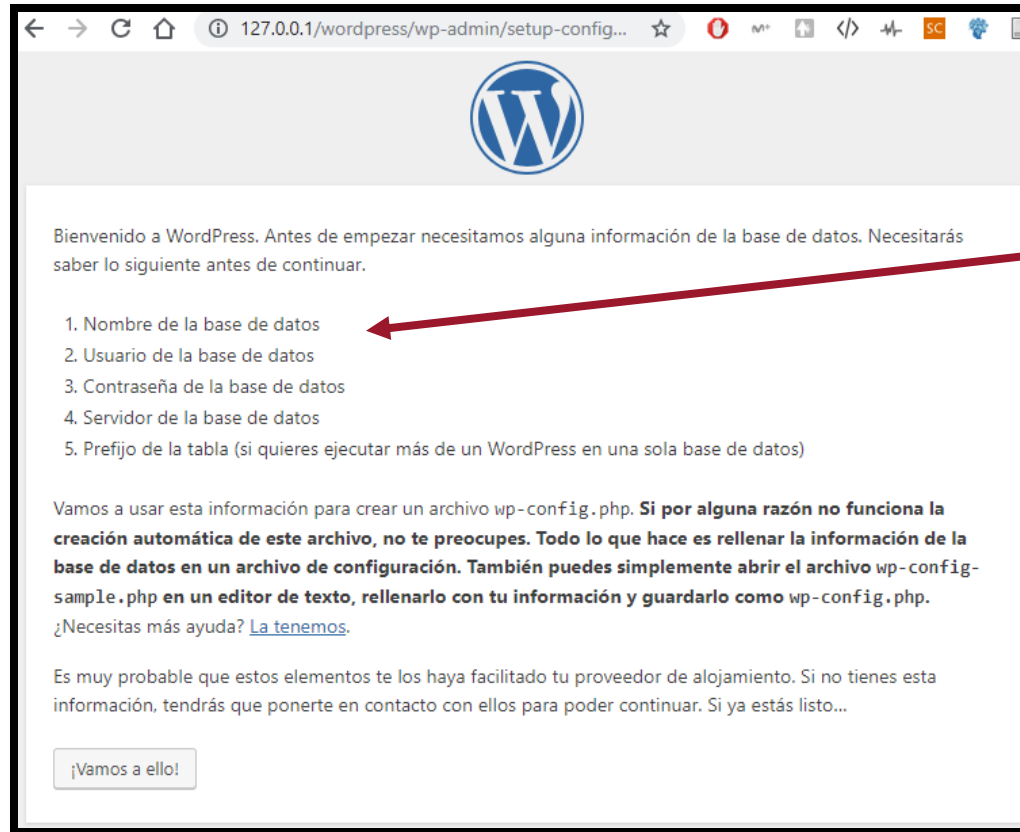 127.0.0.1/wordpress/wp-admin/setup-config...
SC
Bienvenido a WordPress. Antes de empezar necesitamos alguna información de la base de datos. Necesitarás
saber lo siguiente antes de continuar.
1. Nombre de la base de datos
2. Usuario de la base de datos
3. Contraseña de la base de datos
4. Servidor de la base de datos
5. Prefijo de la tabla (si quieres ejecutar más de un WordPress en una sola base de datos)
Vamos a usar esta información para crear un archivo wp-config.php. Si por alguna razón no funciona la
creación automática de este archivo, no te preocupes. Todo lo que hace es rellenar la información de la
base de datos en un archivo de configuración. También puedes simplemente abrir el archivo wp-config-
sample.php en un editor de texto, rellenarlo con tu información y guardarlo como wp-config.php.
¿Necesitas más ayuda? La tenemos.
Es muy probable que estos elementos te los haya facilitado tu proveedor de alojamiento. Si no tienes esta
información, tendrás que ponerte en contacto con ellos para poder continuar. Si ya estás listo...
¡Vamos a ello!